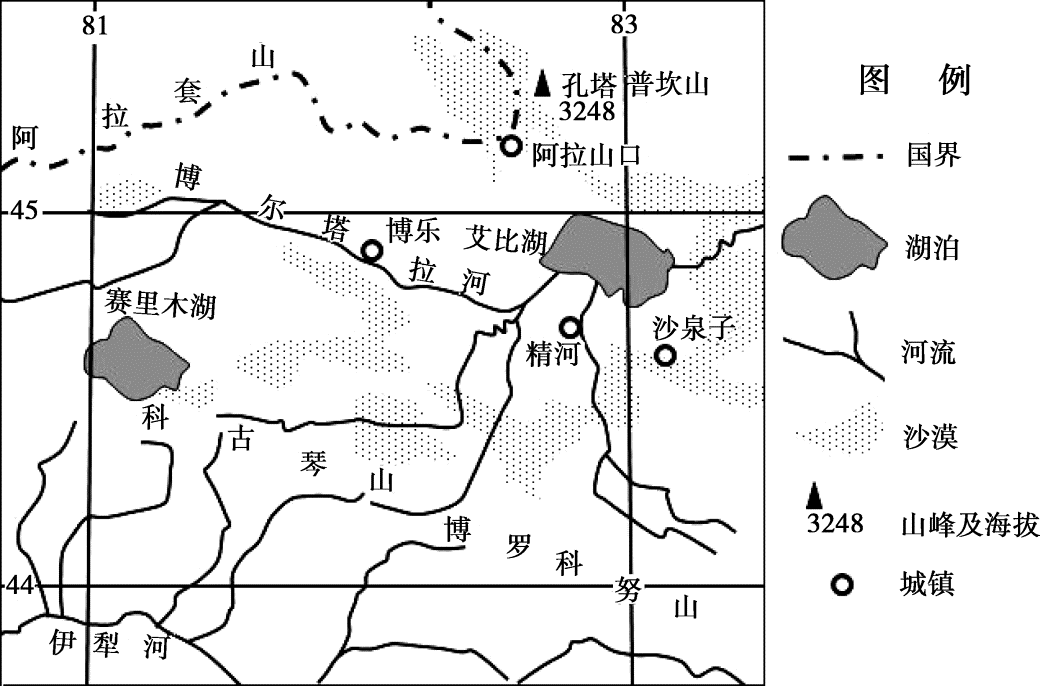 81
83
山
套
拉
阿
孔塔普坎山
3248
阿拉山口
博
尔
塔
拉
河
45
博乐
艾比湖
赛里木湖
精河
沙泉子
科
古
琴
山
博
罗
科
努
山
44
伊犁河
图例
国界
湖泊
河流
沙漠
3248
山峰及海拔
城镇